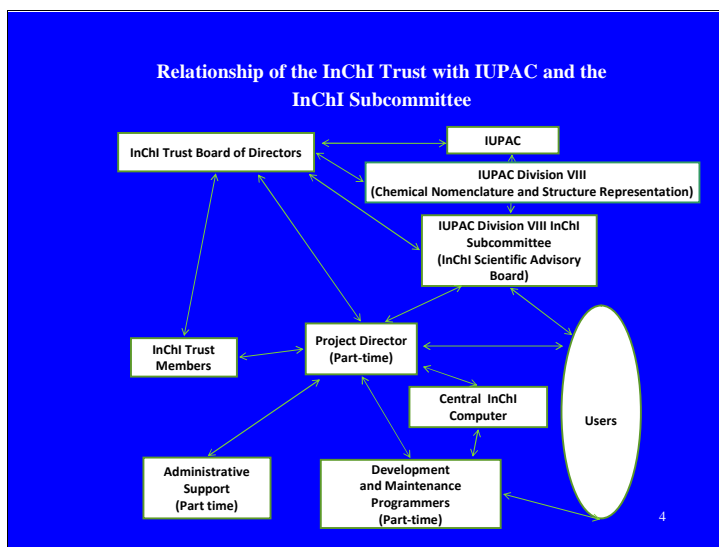 Relationship of the InChI Trust with IUPAC and the
InChI Subcommittee
InChI Trust Board of Directors
IUPAC
IUPAC Division VIII
(Chemical Nomenclature and Structure Representation)
IUPAC Division VIII InChI
Subcommittee
(InChI Scientific Advisory
Board)
InChI Trust
Members
Project Director
(Part-time)
Central InChI
Computer
Users
Administrative
Support
(Part time)
Development
and Maintenance
Programmers
(Part-time)
4